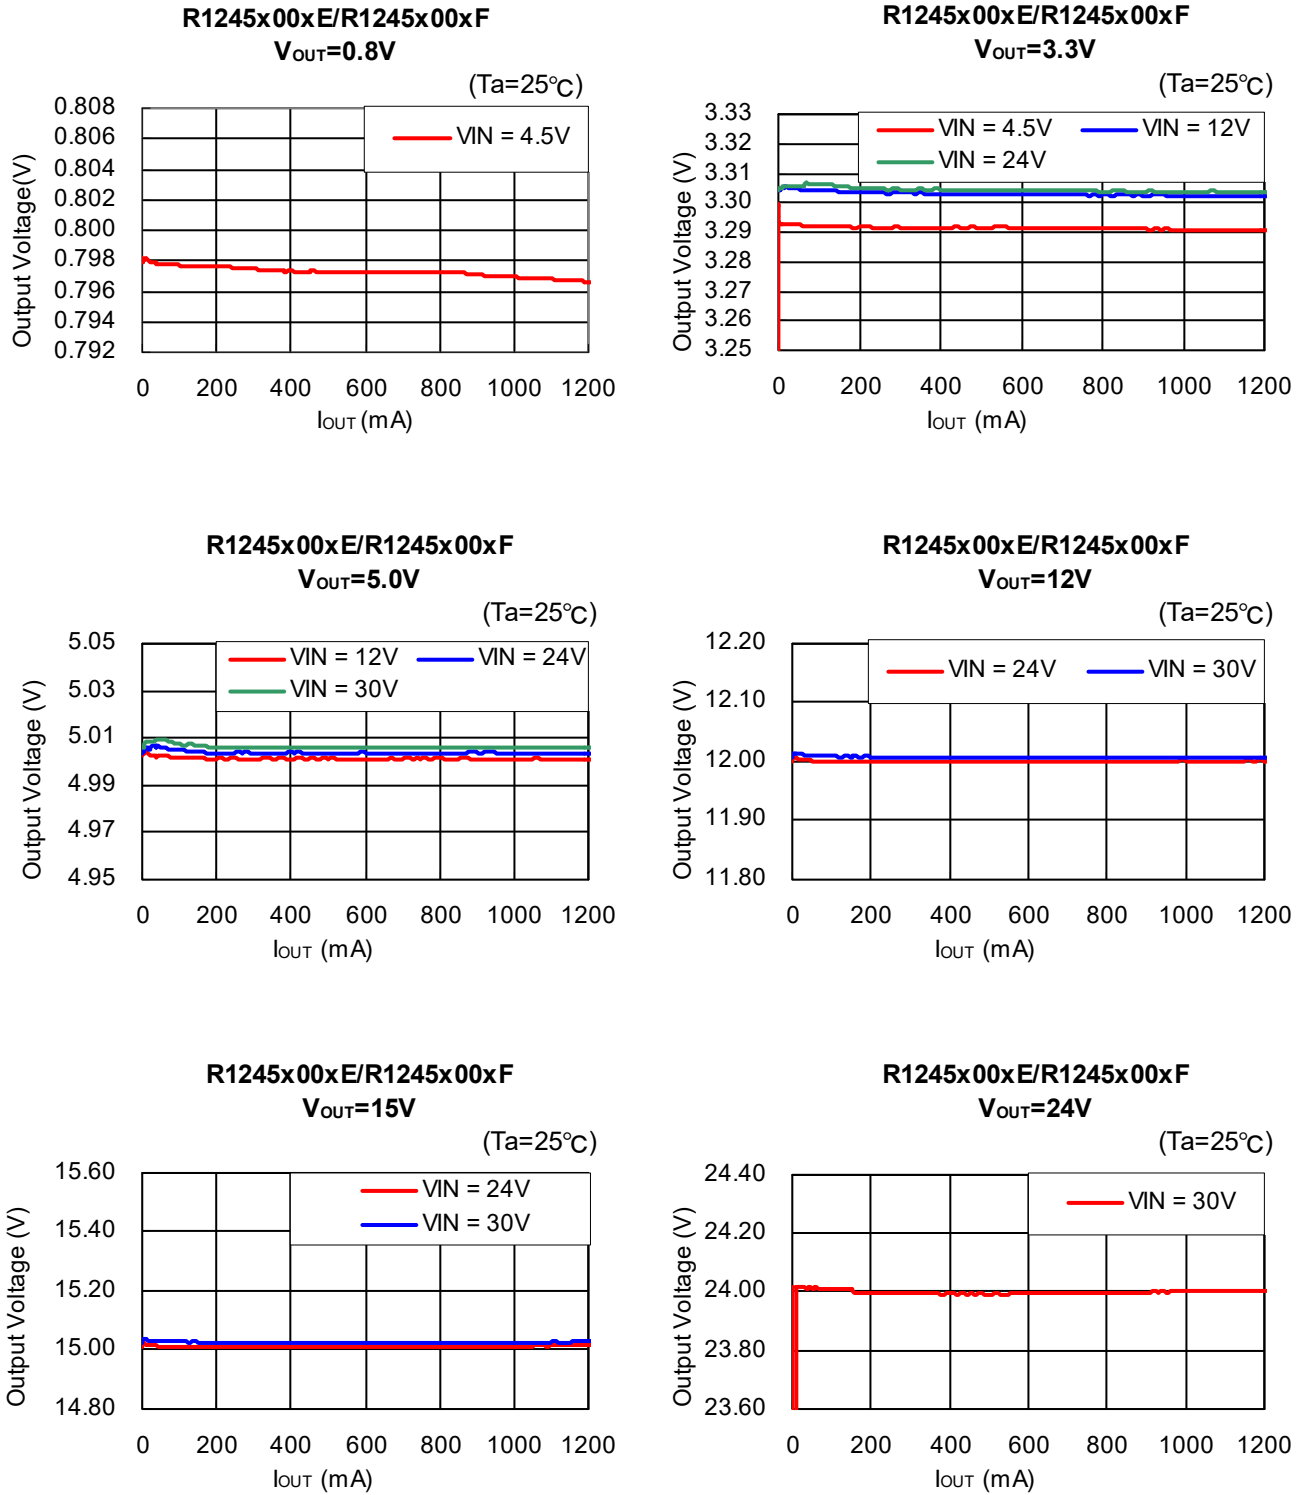 R1245x00xE/R1245x00xF
VOUT=0.8V
(Ta=25℃)
VIN = 4.5V
0.808
0.806
0.804
0.802
0.800
0.798
0.796
0.794
0.792
Output Voltage(V)
0 200 400 600 800 1000 1200
IOUT (mA)
R1245x00xE/R1245x00xF
VOUT=3.3V
(Ta=25℃)
VIN = 4.5V VIN = 12V
VIN = 24V
3.33
3.32
3.31
3.30
3.29
3.28
3.27
3.26
3.25
Output Voltage (V)
0 200 400 600 800 1000 1200
IOUT (mA)
R1245x00xE/R1245x00xF
VOUT=5.0V
(Ta=25℃)
VIN = 12V VIN = 24V
VIN = 30V
5.05
5.03
5.01
4.99
4.97
4.95
Output Voltage (V)
0 200 400 600 800 1000 1200
IOUT (mA)
R1245x00xE/R1245x00xF
VOUT=12V
(Ta=25℃)
VIN = 24V VIN = 30V
12.20
12.10
12.00
11.90
11.80
Output Voltage (V)
0 200 400 600 800 1000 1200
IOUT (mA)
R1245x00xE/R1245x00xF
VOUT=15V
(Ta=25℃)
VIN = 24V
VIN = 30V
15.60
15.40
15.20
15.00
14.80
Output Voltage (V)
0 200 400 600 800 1000 1200
IOUT (mA)
R1245x00xE/R1245x00xF
VOUT=24V
(Ta=25℃)
VIN = 30V
24.40
24.20
24.00
23.80
23.60
Output Voltage (V)
0 200 400 600 800 1000 1200
IOUT (mA)